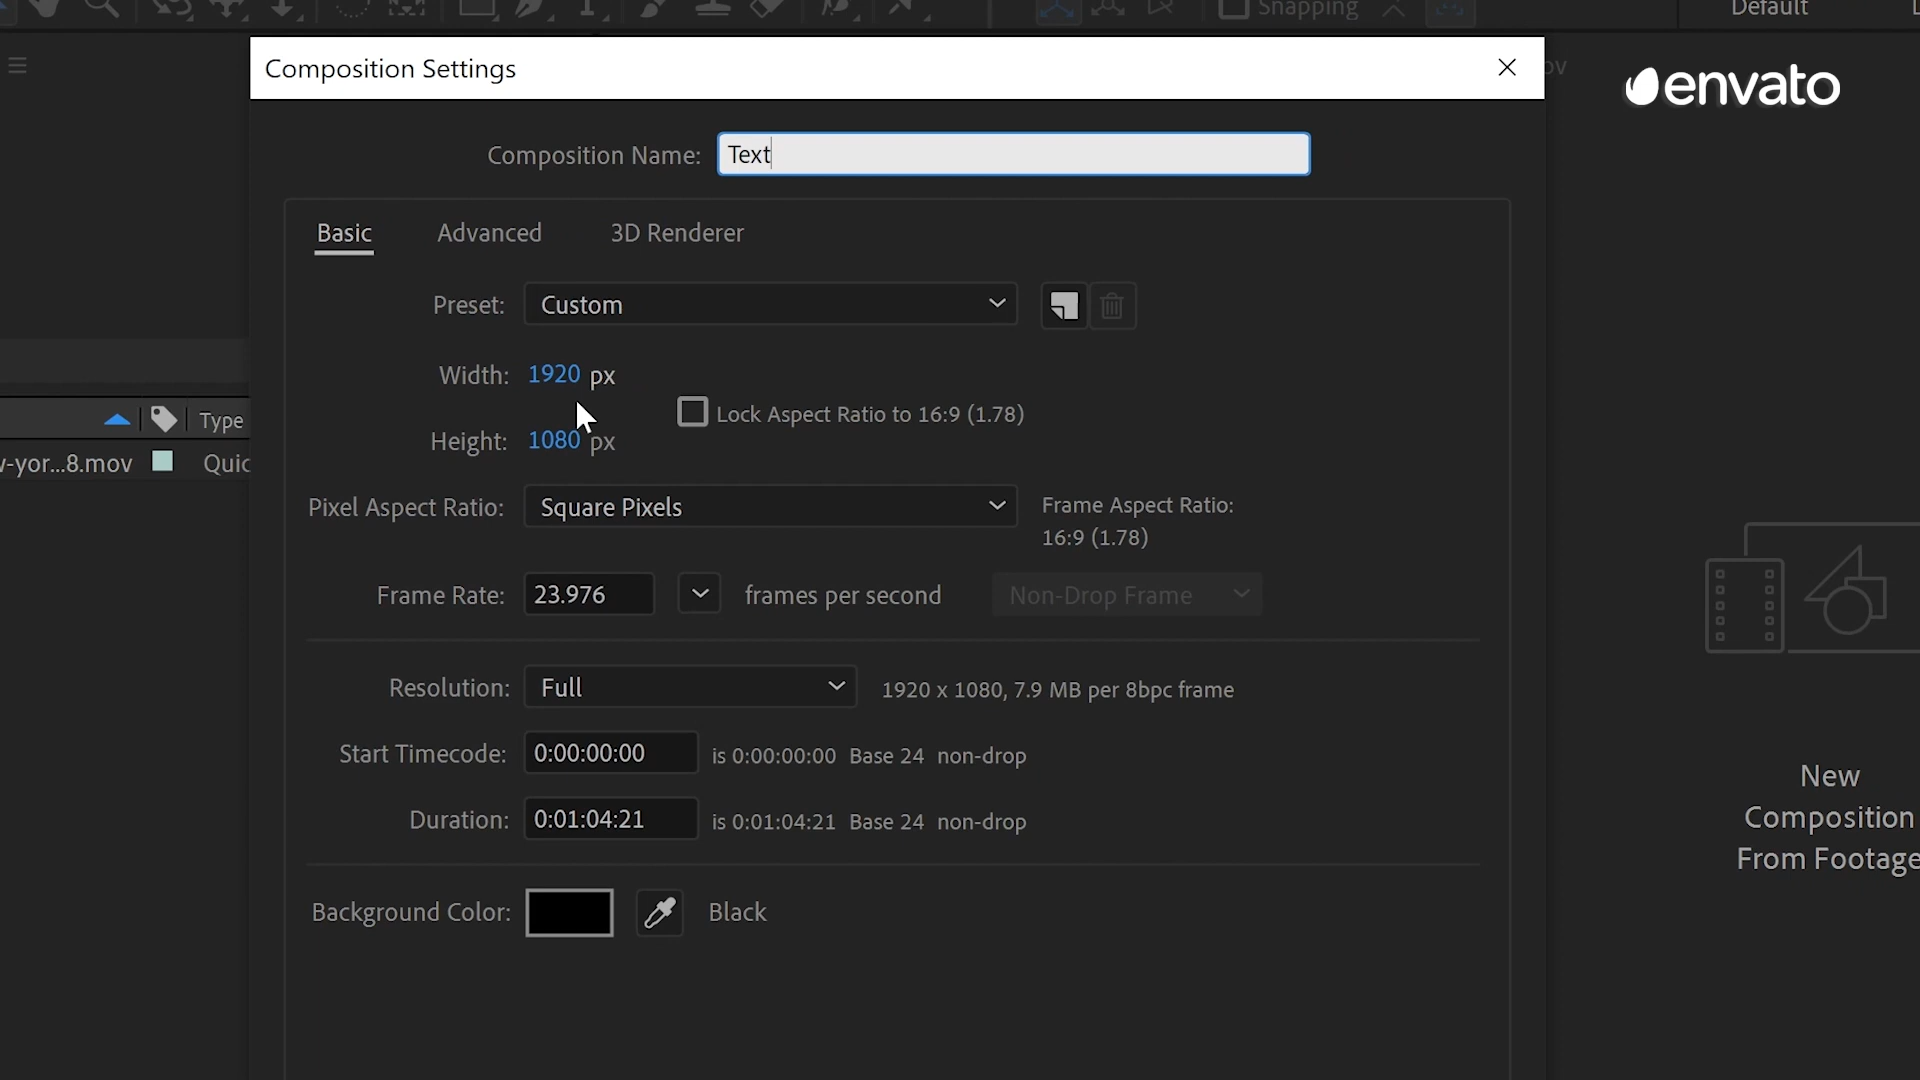 Snapping
Default
Composition Settings
envato
Composition Name: Text
Basic Advanced 3D Renderer
Preset: Custom
Width: 1920 px
Lock Aspect Ratio to 16:9 (1.78)
Type
Height: 1080 px
-yor...8.mov Quic
Pixel Aspect Ratio: Square Pixels Frame Aspect Ratio:
16:9 (1.78)
Frame Rate: 23.976 frames per second Non-Drop Frame
Resolution: Full 1920 x 1080, 7.9 MB per 8bpc frame
Start Timecode: 0:00:00:00 is 0:00:00:00 Base 24 non-drop
Duration: 0:01:04:21 is 0:01:04:21 Base 24 non-drop
New
Composition
From Footage
Background Color: Black